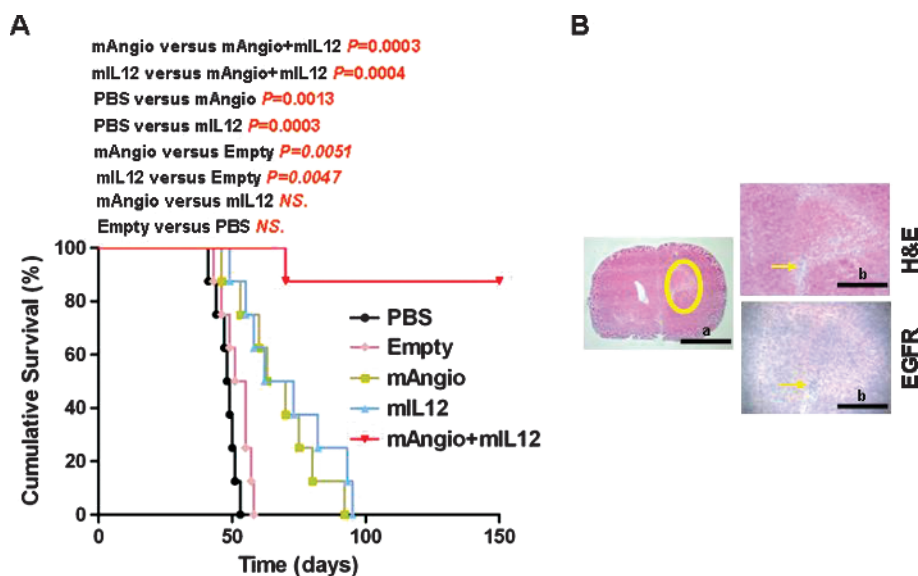 A
mAngio versus mAngio+mIL12 P=0.0003
mIL12 versus mAngio+mIL12 P=0.0004
PBS versus mAngio P=0.0013
PBS versus mIL12 P=0.0003
mAngio versus Empty P=0.0051
mIL12 versus Empty P=0.0047
mAngio versus mIL12 NS.
Empty versus PBS NS.
Cumulative Survival (%)
100
80
60
40
20
0
PBS
Empty
mAngio
mIL12
mAngio+mIL12
0 50 100 150
Time (days)
B
a
b
H&E
b
EGFR